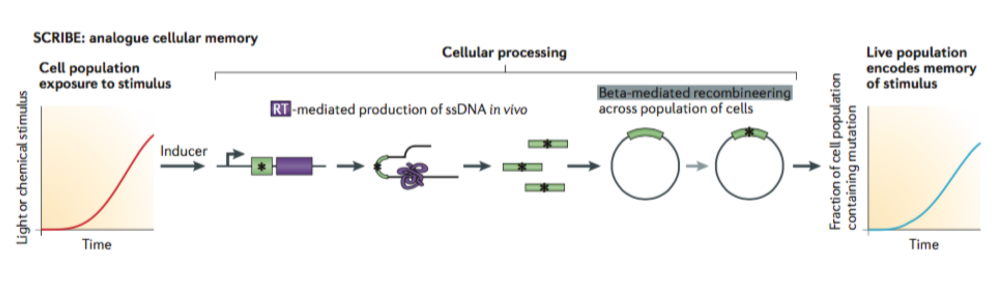 SCRIBE: analogue cellular memory
Cell population
exposure to stimulus
Light or chemical stimulus
Time
Inducer
Cellular processing
RT-mediated production of ssDNA in vivo
*
*
*
*
Beta-mediated recombineering
across population of cells
*
Live population
encodes memory
of stimulus
Fraction of cell population
containing mutation
Time